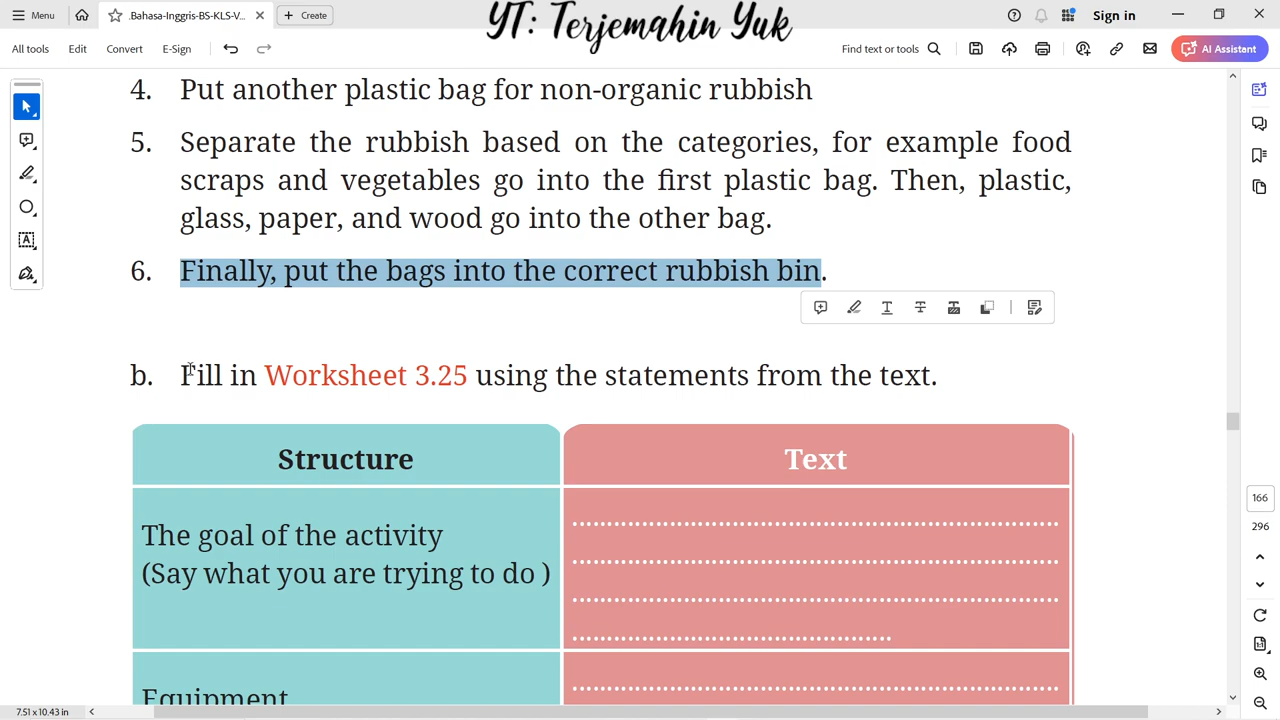 Menu
.Bahasa-Inggris-BS-KLS-V...
Create
YT: Terjemahin Yuk
Sign in
All tools
Edit
Convert
E-Sign
Find text or tools
AI Assistant
4. Put another plastic bag for non-organic rubbish
5. Separate the rubbish based on the categories, for example food
scraps and vegetables go into the first plastic bag. Then, plastic,
glass, paper, and wood go into the other bag.
6. Finally, put the bags into the correct rubbish bin.
b. Fill in Worksheet 3.25 using the statements from the text.
Structure
Text
The goal of the activity
(Say what you are trying to do )
Equipment
166
296
7.51 x 10.43 in